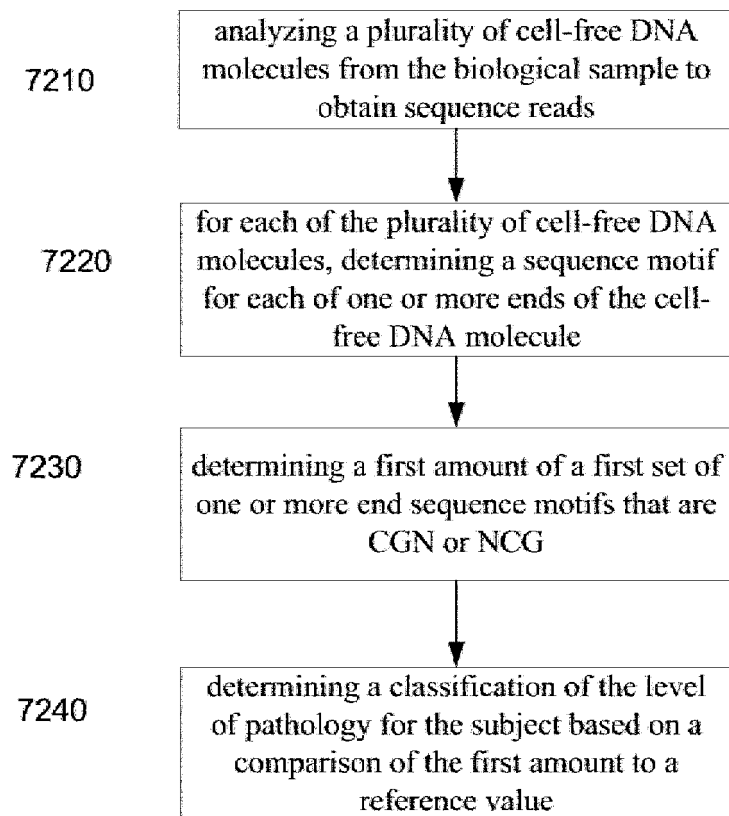 analyzing a plurality of cell-free DNA
molecules from the biological sample to
obtain sequence reads
7210
for each of the plurality of cell-free DNA
molecules, determining a sequence motif
for each of one or more ends of the cell-
free DNA molecule
7220
determining a first amount of a first set of
one or more end sequence motifs that are
CGN or NCG
7230
determining a classification of the level
of pathology for the subject based on a
comparison of the first amount to a
reference value
7240